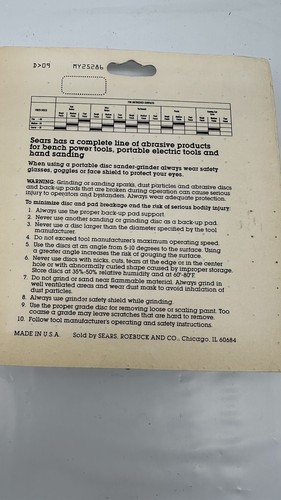 D>09 MY25286
Sears has a complete line of abrasive products
for bench power tools, portable electric tools and
hand sanding
When using a portable disc sander-grinder always wear safety
glasses, goggles or face shield to protect your eyes.
WARNING: Grinding or sanding sparks, dust particles and abrasive discs
and back-up pads that are broken during operation can cause serious
injury to operators and bystanders. Always wear adequate protection.
To minimize disc and pad breakage and the risk of serious bodily injury:
1. Always use the proper back-up pad support.
2. Never use another sanding or grinding disc as a back-up pad.
3. Never use a disc larger than the diameter specified by the tool
manufacturer.
4. Do not exceed tool manufacturer's maximum operating speed.
5. Use the discs at an angle from 5-10 degrees to the surface. Using
a greater angle increases the risk of gouging the surface.
6. Never use discs with nicks, cuts, tears at the edge or in the center
hole or with abnormally curled shape caused by improper storage.
Store discs at 35%-50% relative humidity and at 60°-80°F.
7. Do not grind or sand near flammable material. Always grind in
well ventilated areas and wear dust mask to avoid inhalation of
dust particles.
8. Always use grinders safety shield while grinding.
9. Use the proper grade disc for removing loose or scaling paint. Too
coarse a grade may leave scratches that are hard to remove.
10. Follow tool manufacturer's operating and safety instructions.
MADE IN U.S.A. Sold by SEARS, ROEBUCK AND CO., Chicago, IL 60684